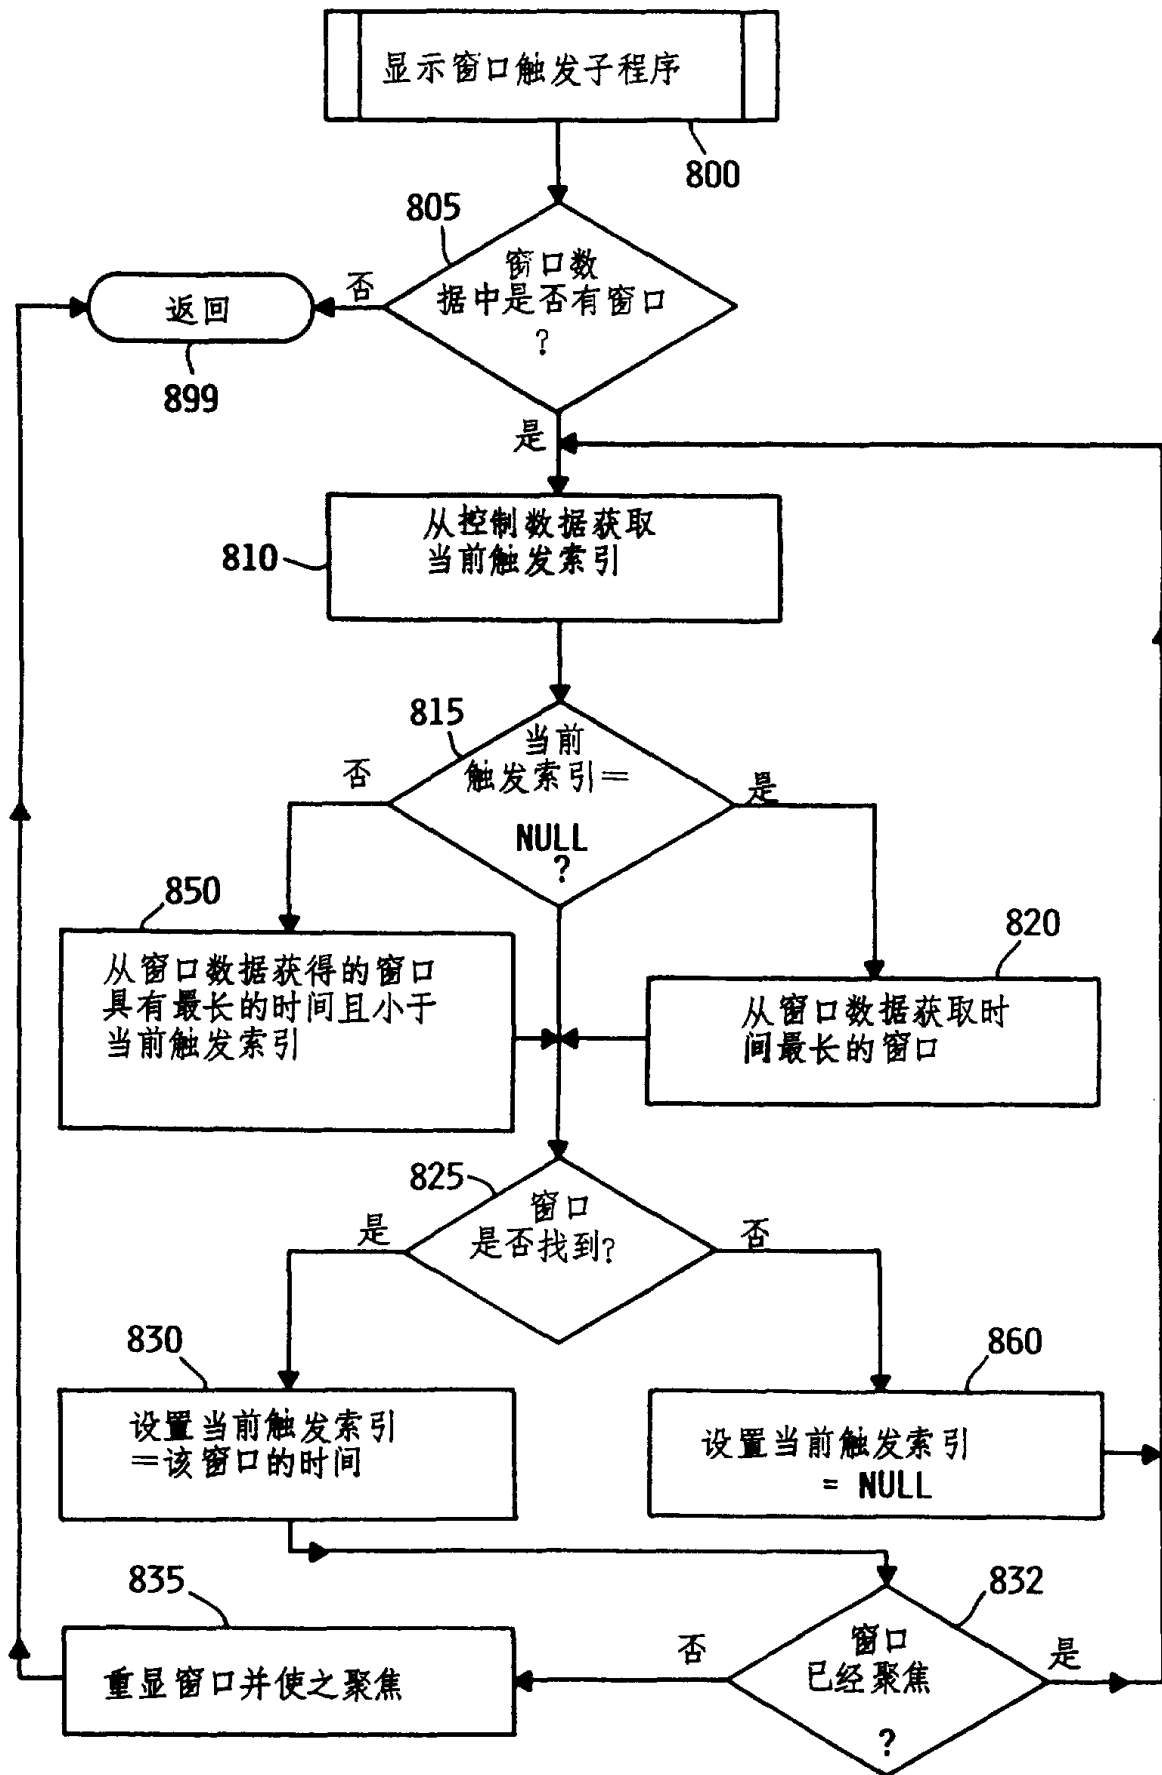 显示窗口触发子程序
800
805
窗口数
据中是否有窗口
?
否
返回
899
是
从控制数据获取
当前触发索引
810
815
当前
触发索引=
NULL
?
否
是
850
从窗口数据获得的窗口
具有最长的时间且小于
当前触发索引
820
从窗口数据获取时
间最长的窗口
825
窗口
是否找到?
是
否
830
设置当前触发索引
=该窗口的时间
860
设置当前触发索引
= NULL
835
重显窗口并使之聚焦
832
窗口
已经聚焦
?
否
是